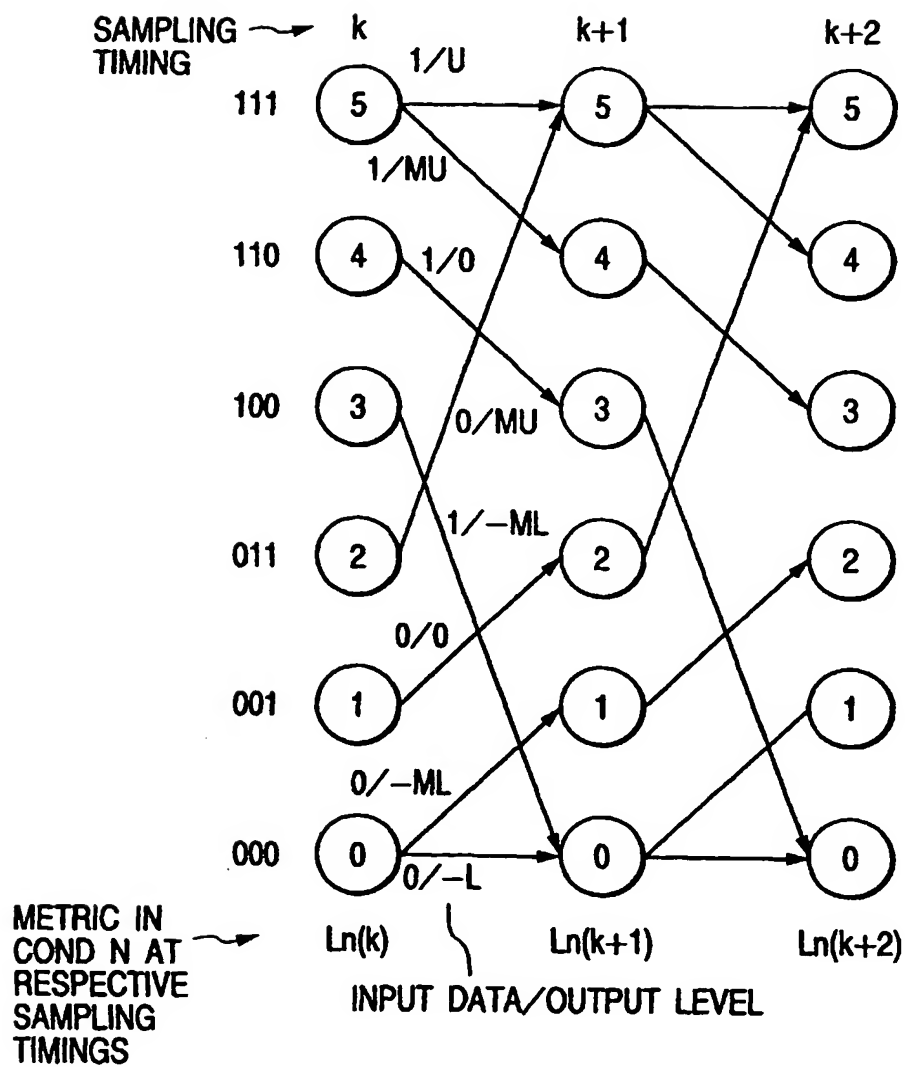 SAMPLING TIMING
k
k+1
k+2
1/U
111
5
5
5
1/MU
110
4
1/0
4
4
100
3
0/MU
3
3
1/−ML
011
2
2
2
0/0
001
1
1
1
0/−ML
000
0
0/−L
0
0
METRIC IN
COND N AT
RESPECTIVE
SAMPLING
TIMINGS
Ln(k)
Ln(k+1)
Ln(k+2)
INPUT DATA/OUTPUT LEVEL